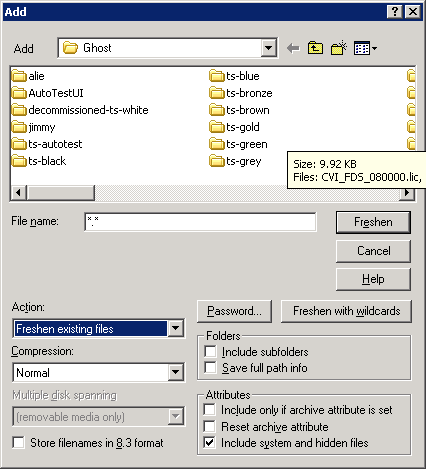 Add
Add
Ghost
alie
AutoTestUI
decommissioned-ts-white
jimmy
ts-autotest
ts-black
ts-blue
ts-bronze
ts-brown
ts-gold
ts-green
ts-grey
Size: 9.92 KB
Files: CVI_FDS_080000.lic,
File name:
*.*
Freshen
Cancel
Help
Action:
Freshen existing files
Password...
Freshen with wildcards
Compression:
Normal
Folders
Include subfolders
Save full path info
Multiple disk spanning
(removable media only)
Attributes
Include only if archive attribute is set
Reset archive attribute
Store filenames in 8.3 format
Include system and hidden files